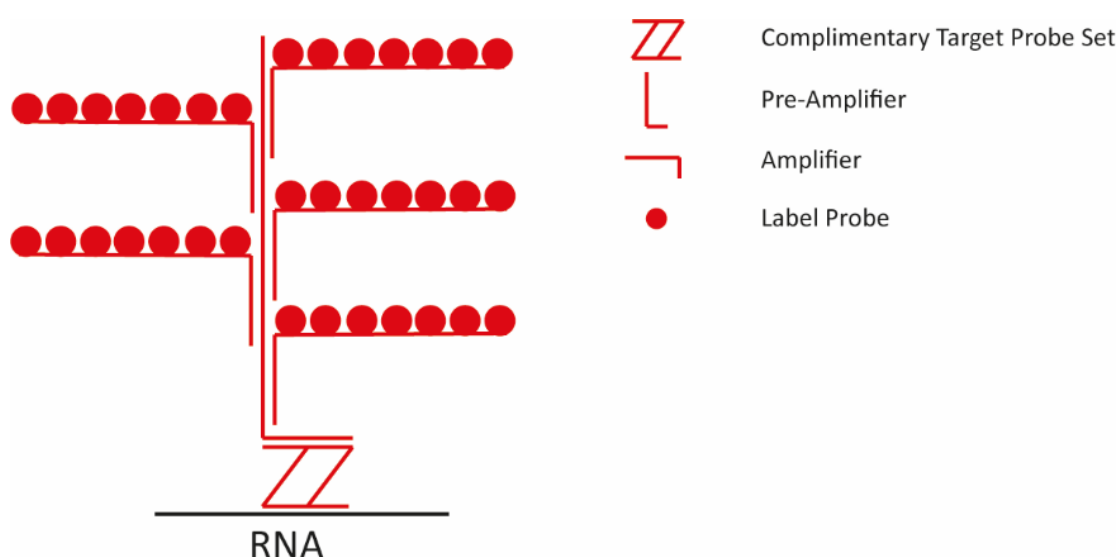 Complimentary Target Probe Set
Pre-Amplifier
Amplifier
Label Probe
RNA